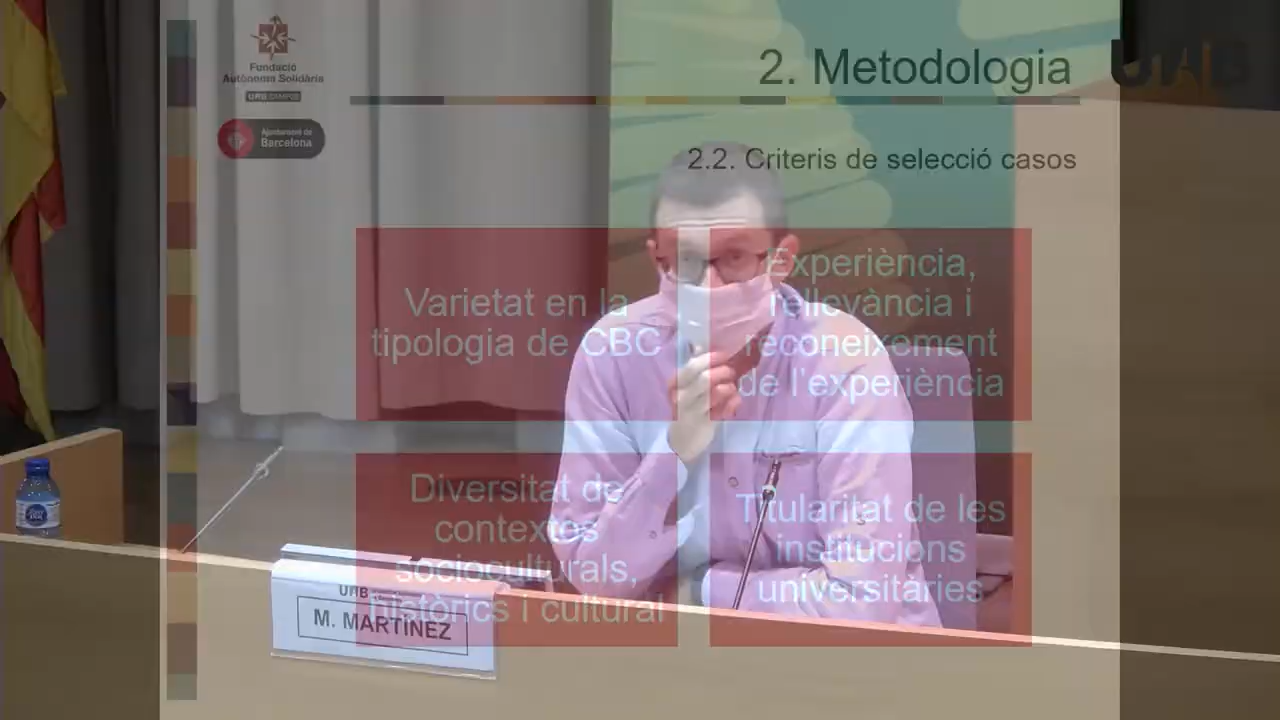 Fundació
Autònoma Solidària
UAB CAMPUS
Ajuntament de
Barcelona
2. Metodologia
UAB
2.2. Criteris de selecció casos
Varietat en la
tipologia de CBC
Experiència,
rellevància i
reconeixement
de l'experiència
Diversitat de
contextos
socioculturals,
històrics i cultural
Titularitat de les
institucions
universitàries
UAB
M. MARTÍNEZ